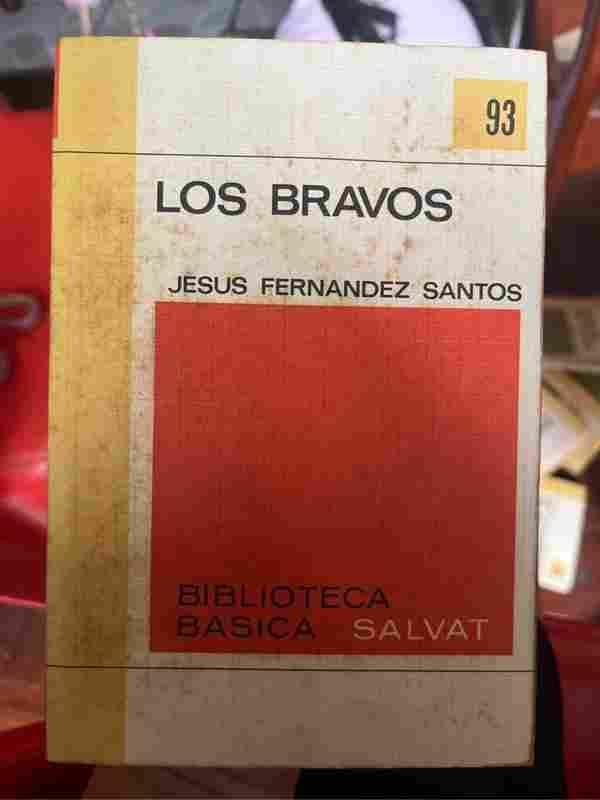 93
LOS BRAVOS
JESUS FERNANDEZ SANTOS
BIBLIOTECA
BASICA SALVAT